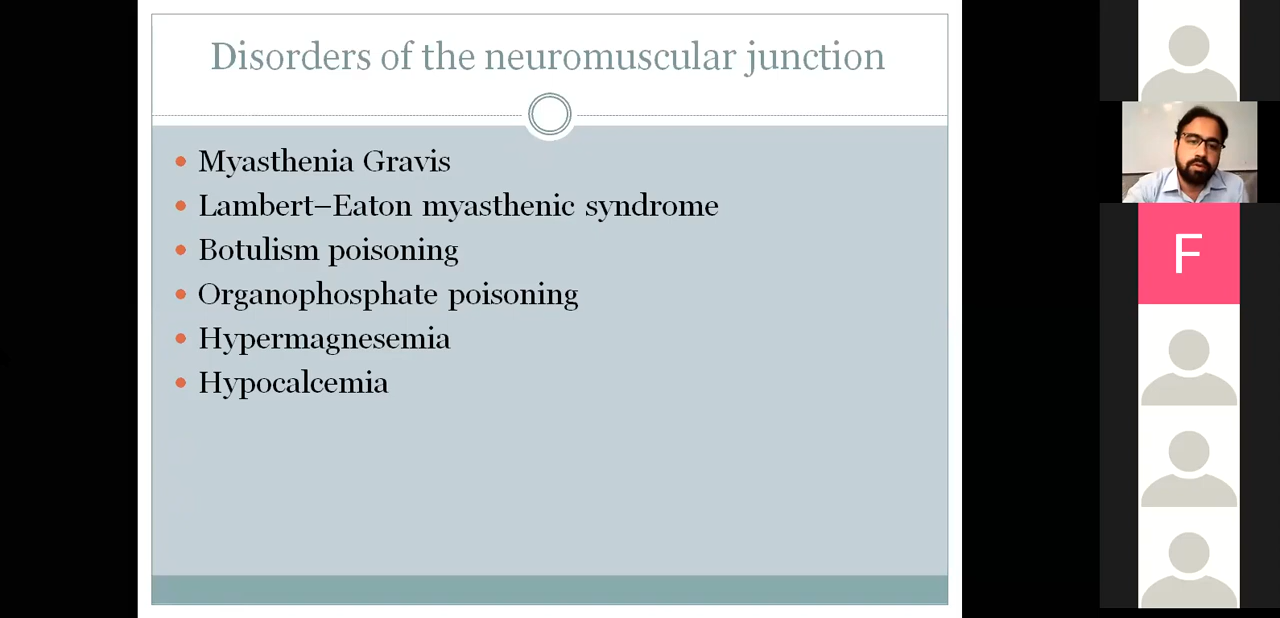 Disorders of the neuromuscular junction
Myasthenia Gravis
Lambert–Eaton myasthenic syndrome
Botulism poisoning
Organophosphate poisoning
Hypermagnesemia
Hypocalcemia
F